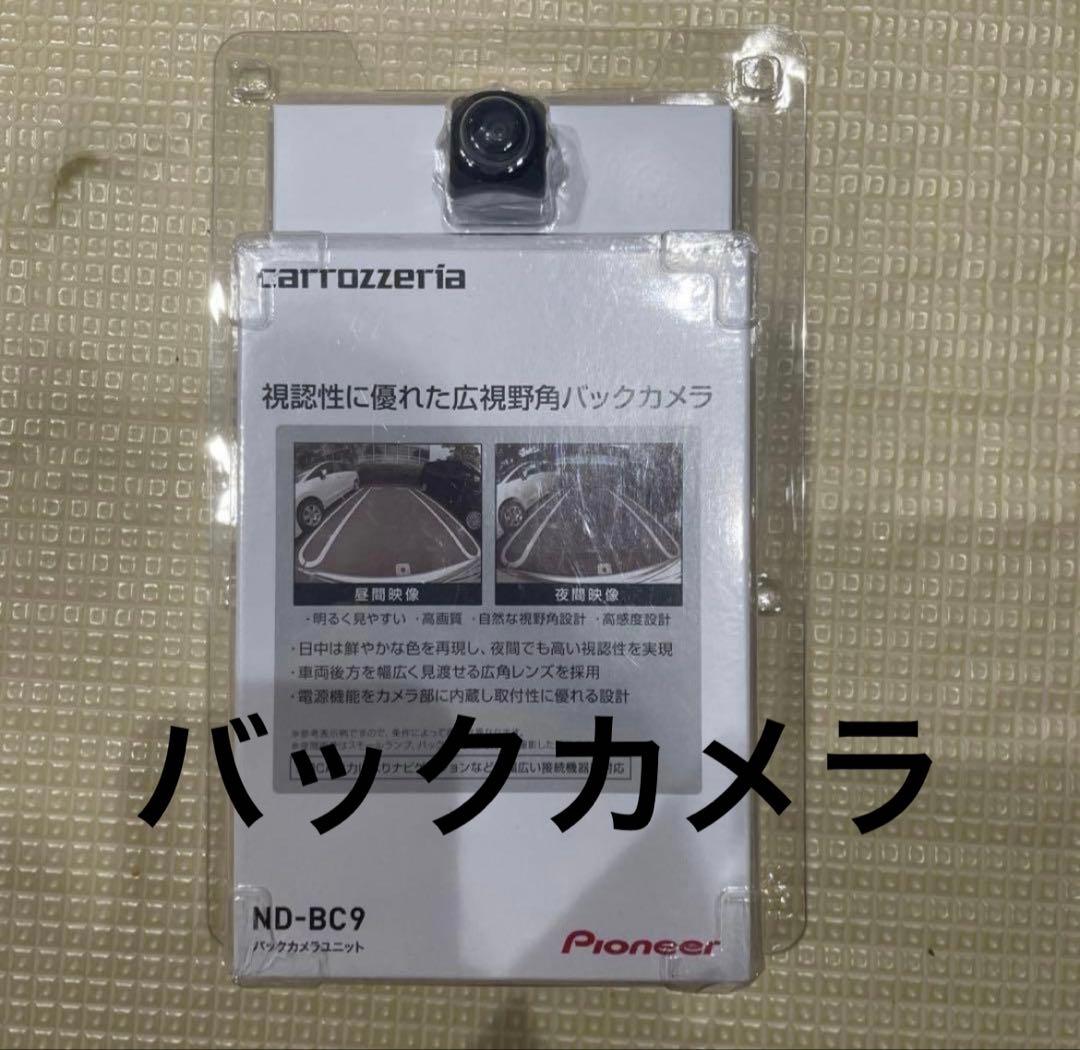 carrozzeria
視認性に優れた広視野角バックカメラ
昼間映像
夜間映像
・明るく見やすい ・高画質 ・自然な視野角設計 ・高感度設計
・日中は鮮やかな色を再現し、夜間でも高い視認性を実現
・車両後方を幅広く見渡せる広角レンズを採用
・電源機能をカメラ部に内蔵し取付性に優れる設計
バックカメラ
ND-BC9
バックカメラユニット
Pioneer